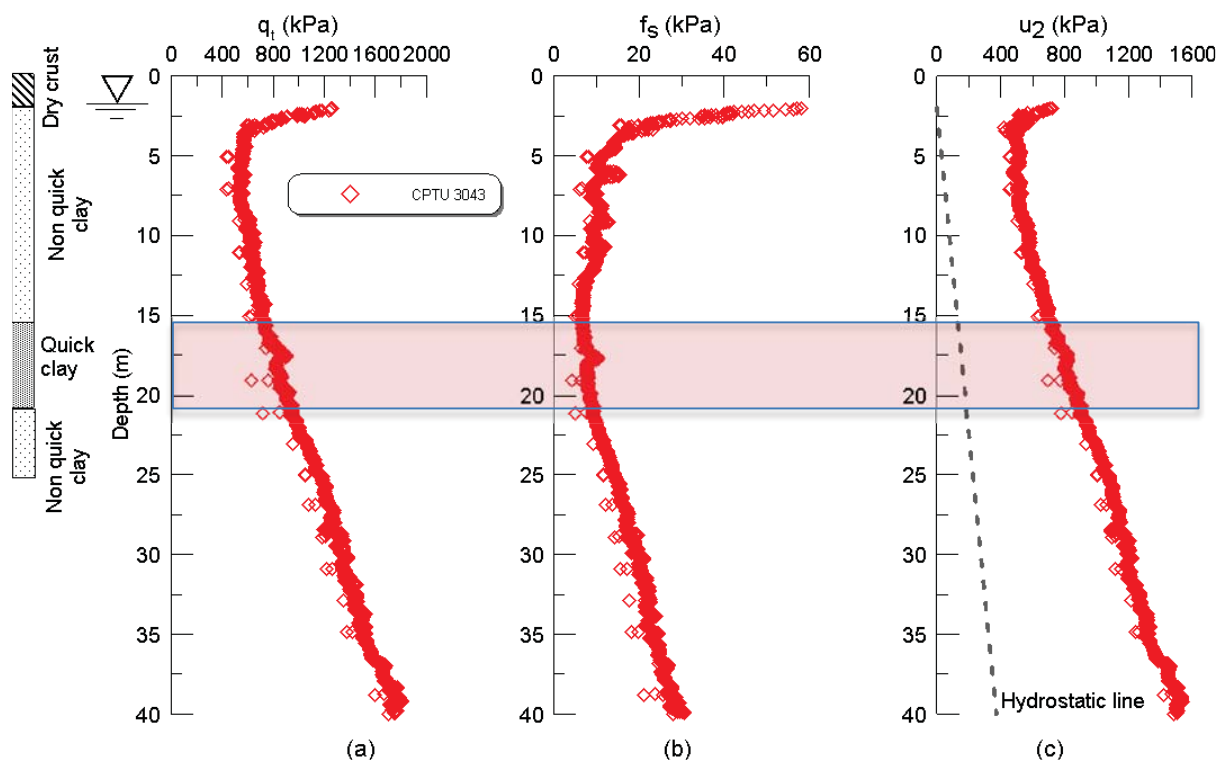 qt (kPa)
0 400 800 1200 1600 2000
fs (kPa)
0 20 40 60
u2 (kPa)
0 400 800 1200 1600
Dry crust
Non quick
clay
Quick
clay
Non quick
clay
Depth (m)
0
5
10
15
20
25
30
35
40
CPTU 3043
(a)
0
5
10
15
20
25
30
35
40
(b)
0
5
10
15
20
25
30
35
40
Hydrostatic line
(c)